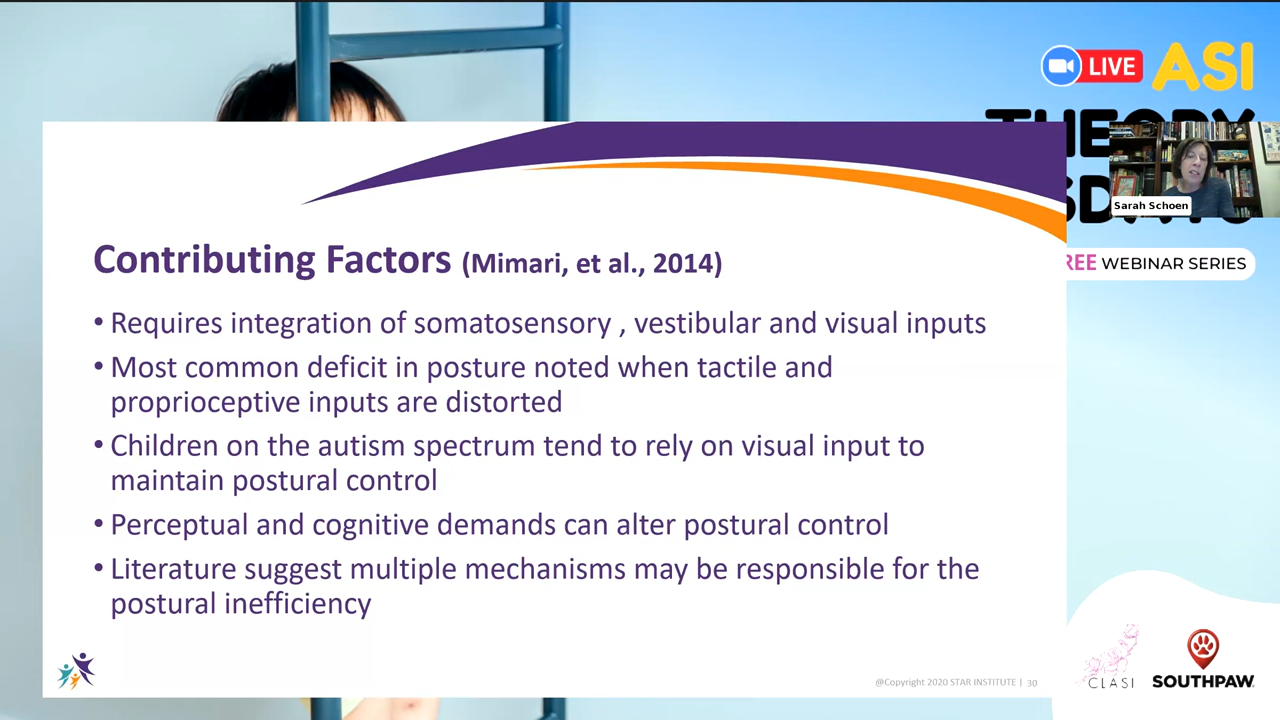 LIVE ASI
Sarah Schoen
WEBINAR SERIES
Contributing Factors (Mimari, et al., 2014)
• Requires integration of somatosensory , vestibular and visual inputs
• Most common deficit in posture noted when tactile and
proprioceptive inputs are distorted
• Children on the autism spectrum tend to rely on visual input to
maintain postural control
• Perceptual and cognitive demands can alter postural control
• Literature suggest multiple mechanisms may be responsible for the
postural inefficiency
@Copyright 2020 STAR INSTITUTE | 30
CLASI
SOUTHPAW